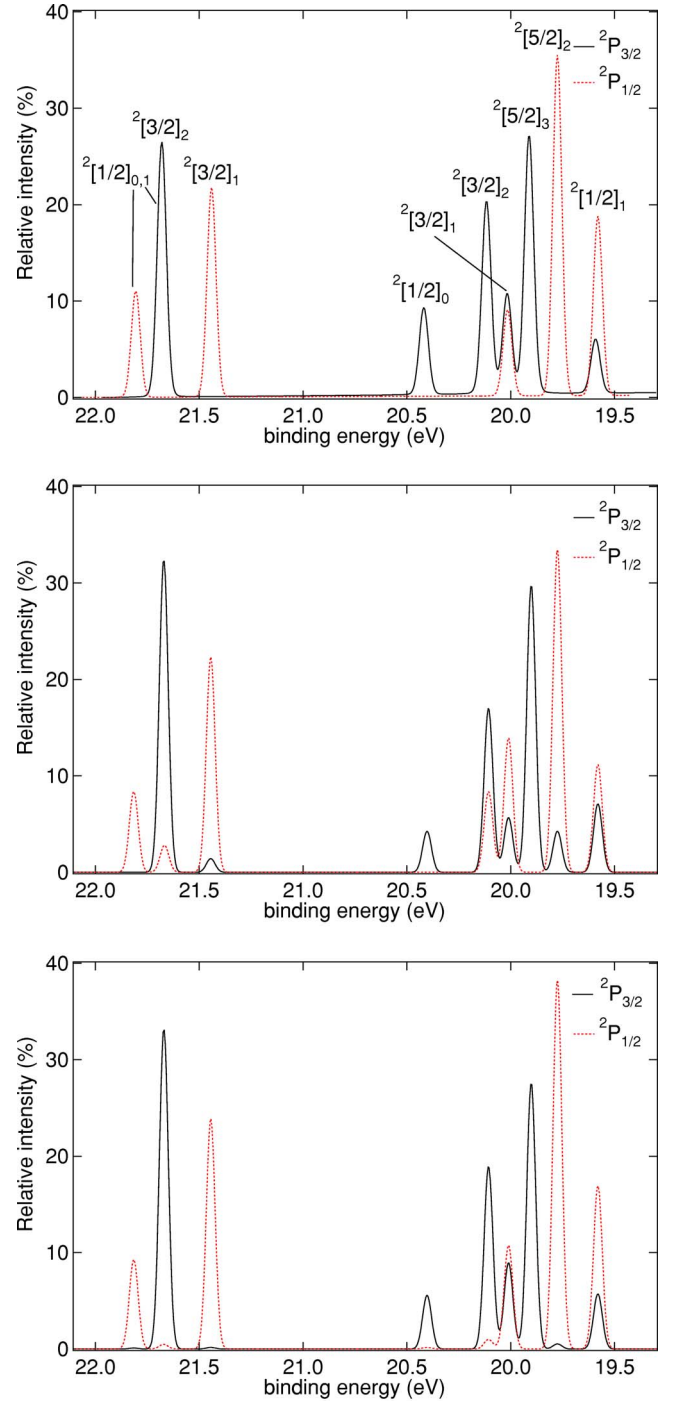 40
30
20
10
0
Relative intensity (%)
²[5/2]₂
²P₃/₂
²P₁/₂
²[3/2]₂
²[5/2]₃
²[1/2]₀,₁
²[3/2]₁
²[3/2]₂
²[1/2]₁
²[3/2]₁
²[1/2]₀
22.0 21.5 21.0 20.5 20.0 19.5
binding energy (eV)
40
30
20
10
0
Relative intensity (%)
²P₃/₂
²P₁/₂
22.0 21.5 21.0 20.5 20.0 19.5
binding energy (eV)
40
30
20
10
0
Relative intensity (%)
²P₃/₂
²P₁/₂
22.0 21.5 21.0 20.5 20.0 19.5
binding energy (eV)